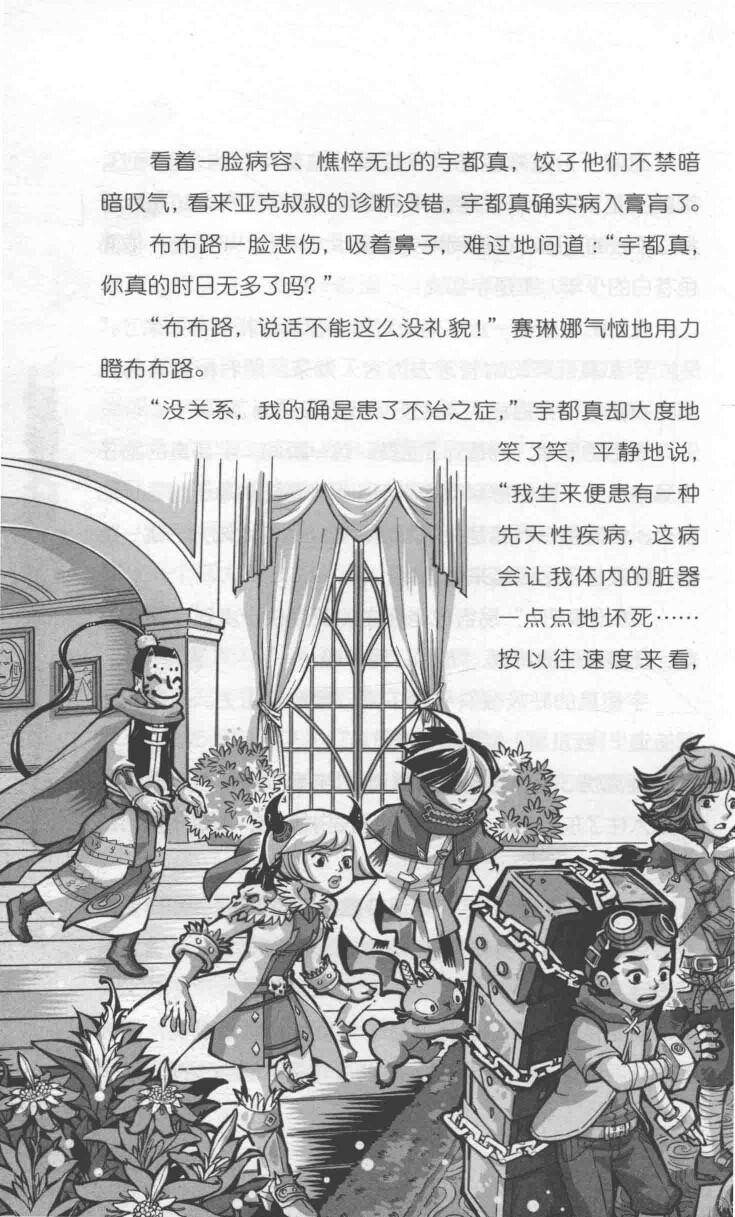 看着一脸病容、憔悴无比的宇都真，饺子他们不禁暗
暗叹气，看来亚克叔叔的诊断没错，宇都真确实病入膏肓了。
布布路一脸悲伤，吸着鼻子，难过地问道：“宇都真，
你真的时日无多了吗？”
“布布路，说话不能这么没礼貌！”赛琳娜气恼地用力
瞪布布路。
“没关系，我的确是患了不治之症，”宇都真却大度地
笑了笑，平静地说，
“我生来便患有一种
先天性疾病，这病
会让我体内的脏器
一点点地坏死……
按以往速度来看，